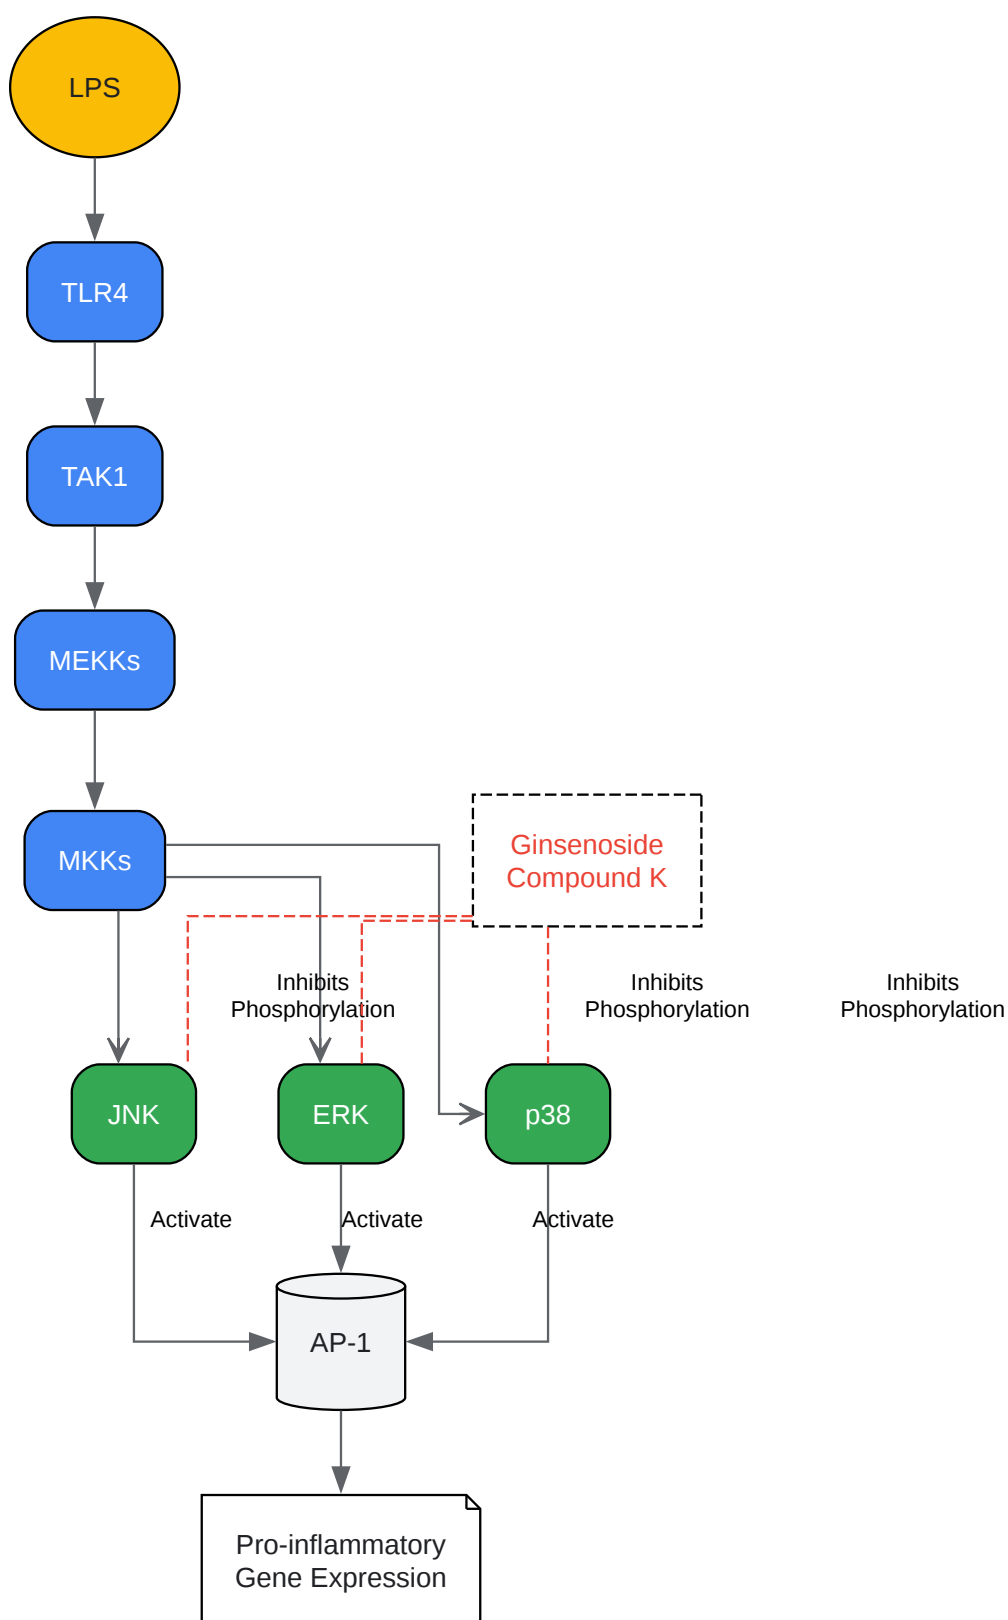 LPS
TLR4
TAK1
MEKKs
MKKs
Ginsenoside
Compound K
Inhibits
Phosphorylation
Inhibits
Phosphorylation
Inhibits
Phosphorylation
JNK
ERK
p38
Activate
Activate
Activate
AP-1
Pro-inflammatory
Gene Expression